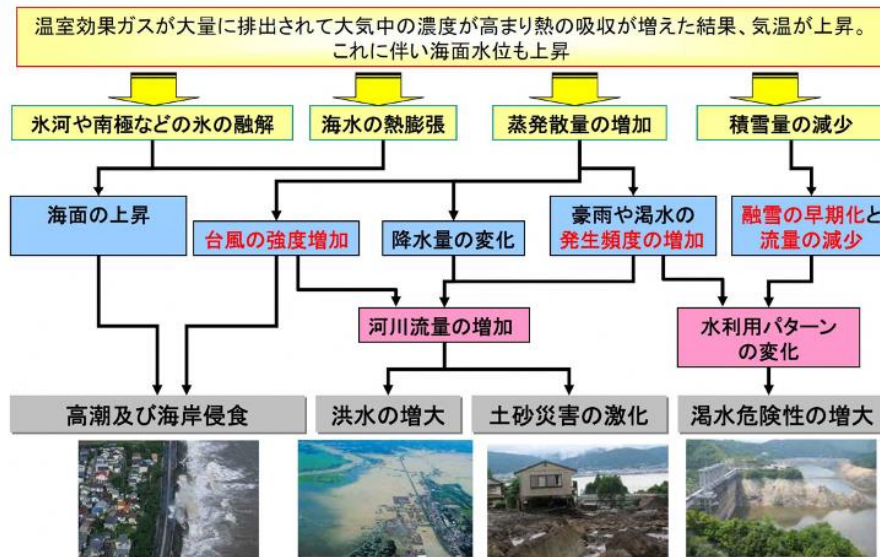 温室効果ガスが大量に排出されて大気中の濃度が高まり熱の吸収が増えた結果、気温が上昇。
これに伴い海面水位も上昇
氷河や南極などの氷の融解
海水の熱膨張
蒸発散量の増加
積雪量の減少
海面の上昇
台風の強度増加
降水量の変化
豪雨や渇水の
発生頻度の増加
融雪の早期化と
流量の減少
河川流量の増加
水利用パターン
の変化
高潮及び海岸侵食
洪水の増大
土砂災害の激化
渇水危険性の増大